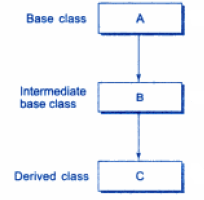 Base class
A
Intermediate
base class
B
Derived class
C